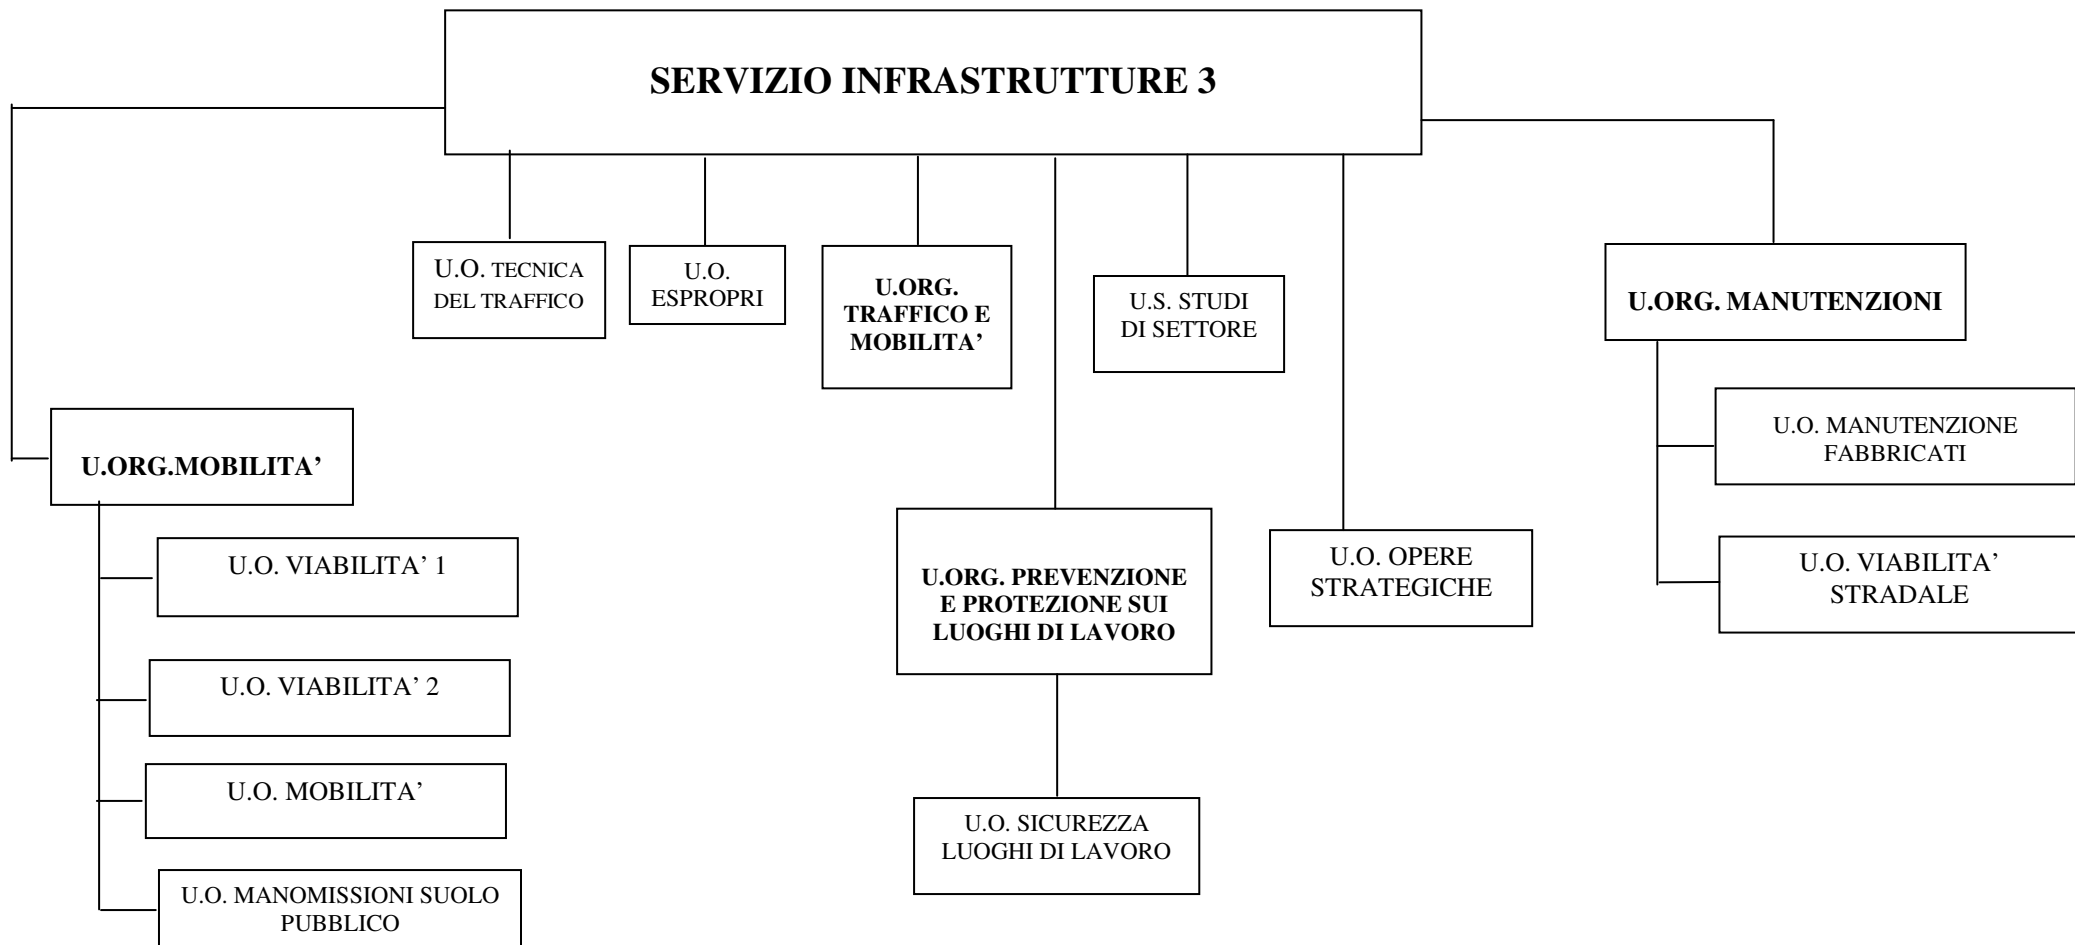 SERVIZIO INFRASTRUTTURE 3
U.O. TECNICA
DEL TRAFFICO
U.O.
ESPROPRI
U.ORG.
TRAFFICO E
MOBILITA’
U.S. STUDI
DI SETTORE
U.ORG. MANUTENZIONI
U.O. MANUTENZIONE
FABBRICATI
U.O. VIABILITA’
STRADALE
U.ORG.MOBILITA’
U.O. VIABILITA’ 1
U.O. VIABILITA’ 2
U.O. MOBILITA’
U.O. MANOMISSIONI SUOLO
PUBBLICO
U.ORG. PREVENZIONE
E PROTEZIONE SUI
LUOGHI DI LAVORO
U.O. OPERE
STRATEGICHE
U.O. SICUREZZA
LUOGHI DI LAVORO